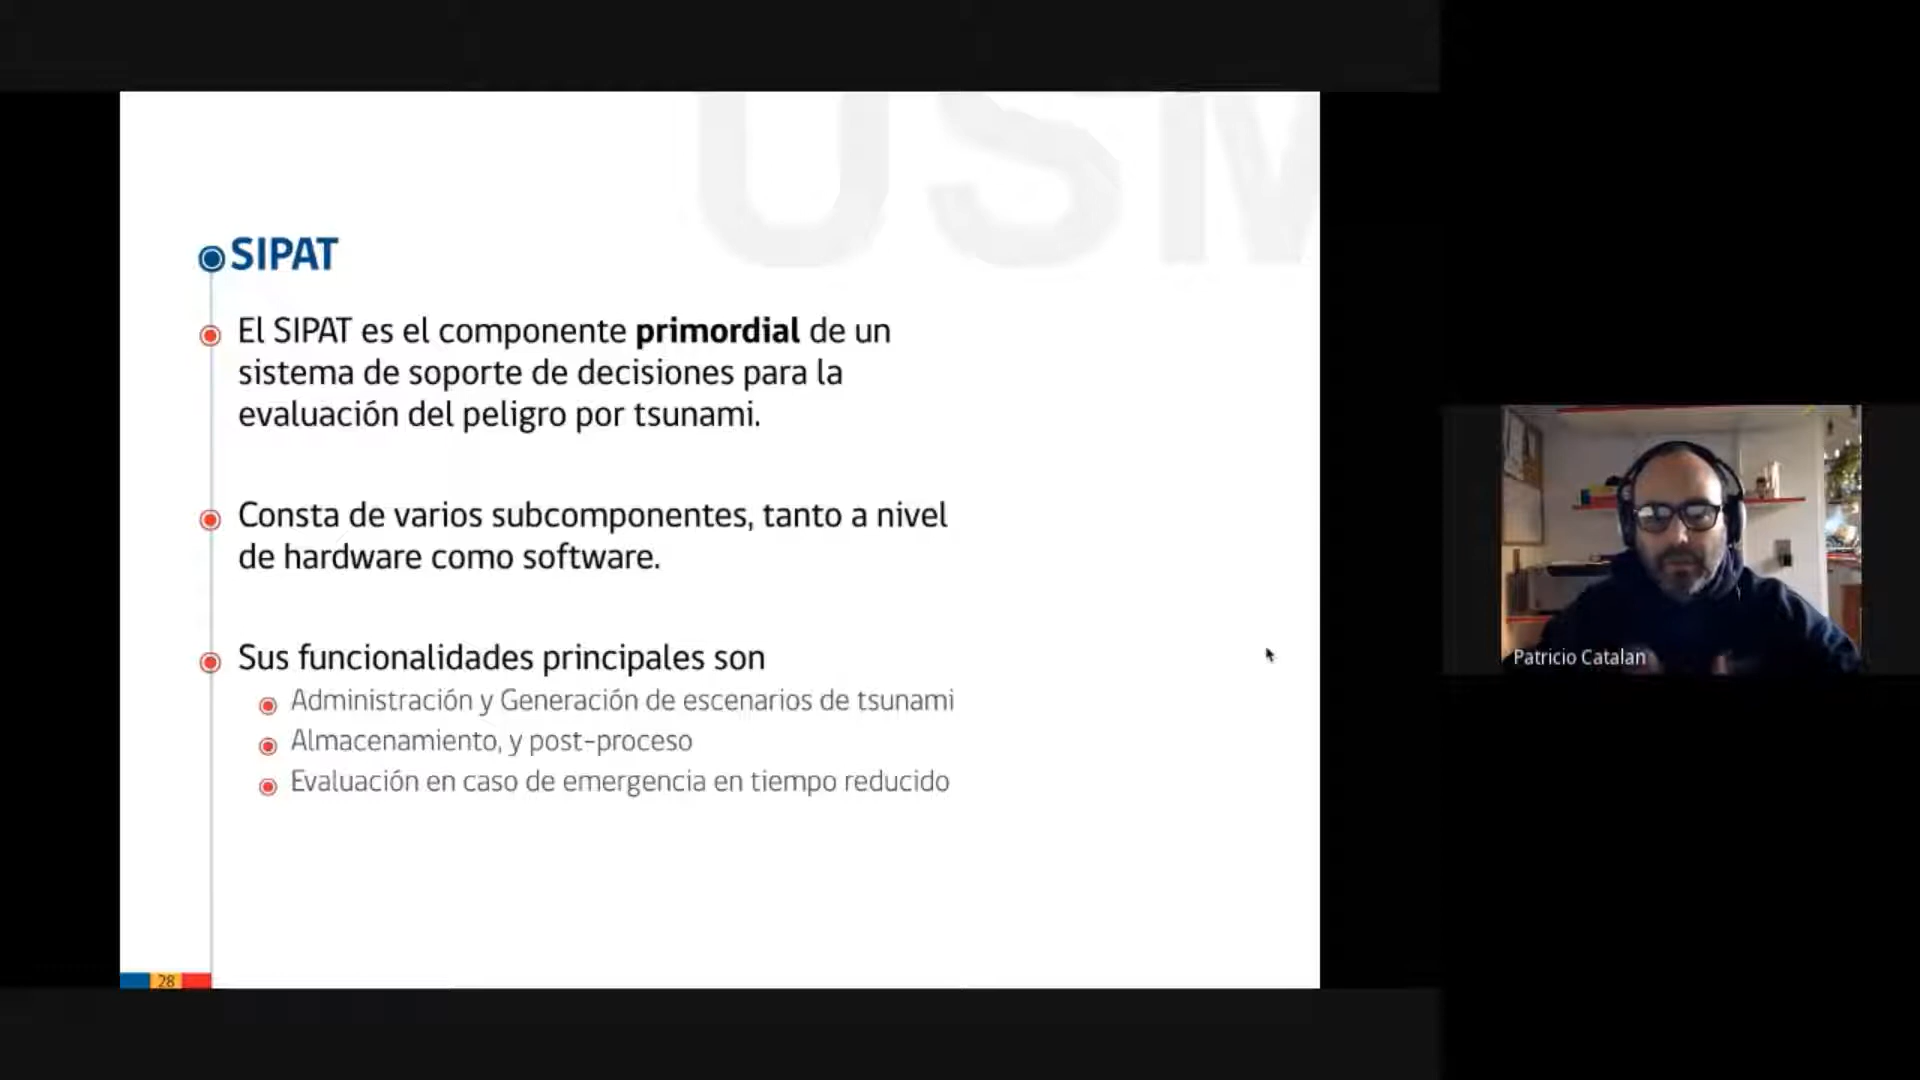 USM
SIPAT
El SIPAT es el componente primordial de un
sistema de soporte de decisiones para la
evaluación del peligro por tsunami.
Consta de varios subcomponentes, tanto a nivel
de hardware como software.
Sus funcionalidades principales son
Administración y Generación de escenarios de tsunami
Almacenamiento, y post-proceso
Evaluación en caso de emergencia en tiempo reducido
28
Patricio Catalan